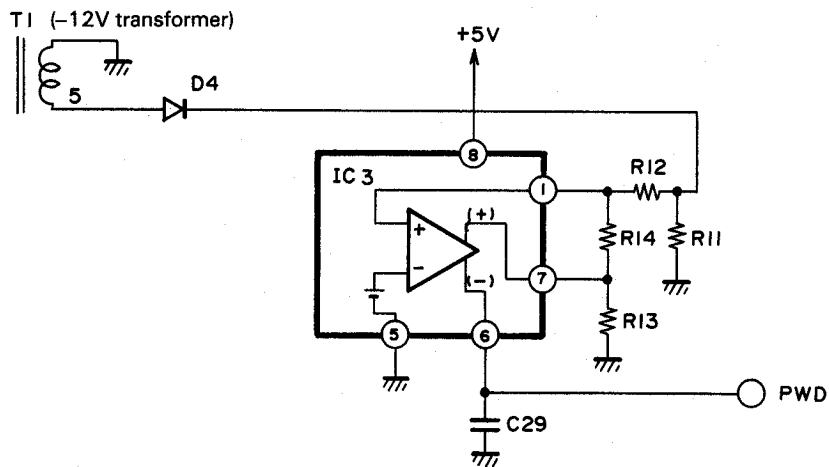 T1 (–12V transformer)
+5V
D4
5
8
IC 3
1
R12
+
(+)
R14
R11
–
(–)
7
R13
5
6
PWD
C29